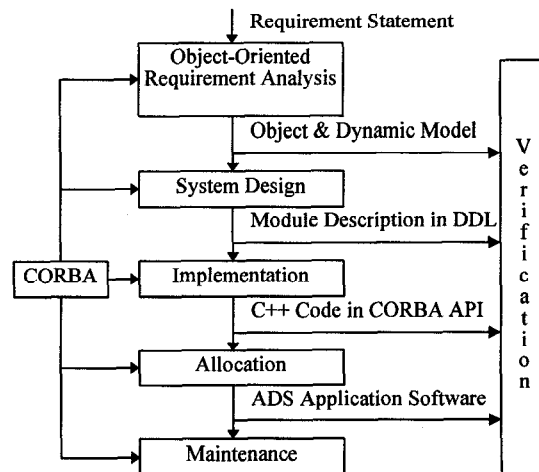 Requirement Statement
Object-Oriented
Requirement Analysis
Object & Dynamic Model
System Design
Module Description in DDL
CORBA
Implementation
C++ Code in CORBA API
Allocation
ADS Application Software
Maintenance
Verification